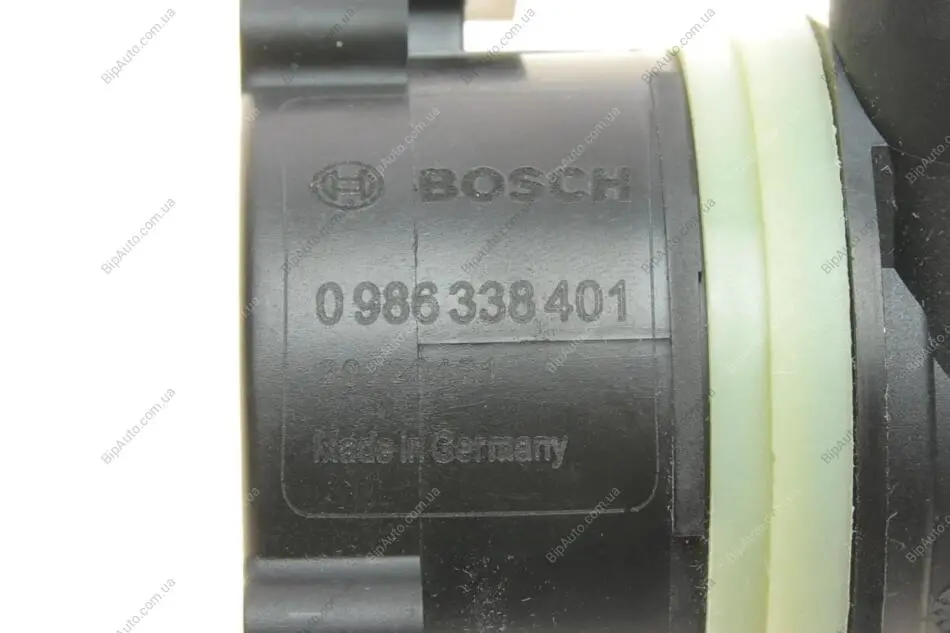 BOSCH
0 986 338 401
Made in Germany
BipAuto.com.ua